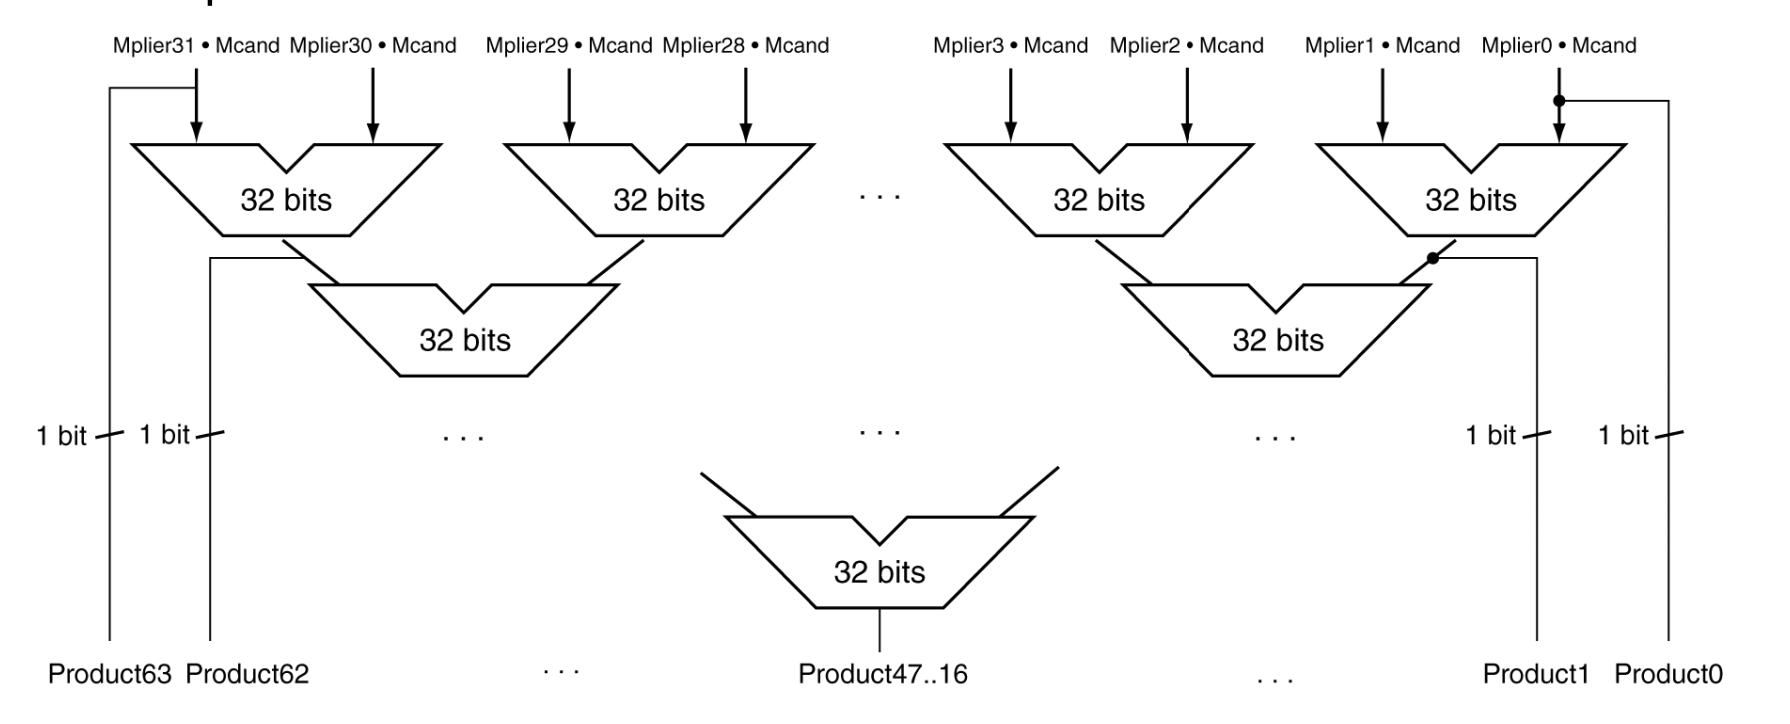 Mplier31 • Mcand Mplier30 • Mcand Mplier29 • Mcand Mplier28 • Mcand Mplier3 • Mcand Mplier2 • Mcand Mplier1 • Mcand Mplier0 • Mcand
32 bits 32 bits . . . 32 bits 32 bits
32 bits 32 bits
1 bit 1 bit . . . . . . . . . 1 bit 1 bit
32 bits
Product63 Product62 . . . Product47..16 . . . Product1 Product0